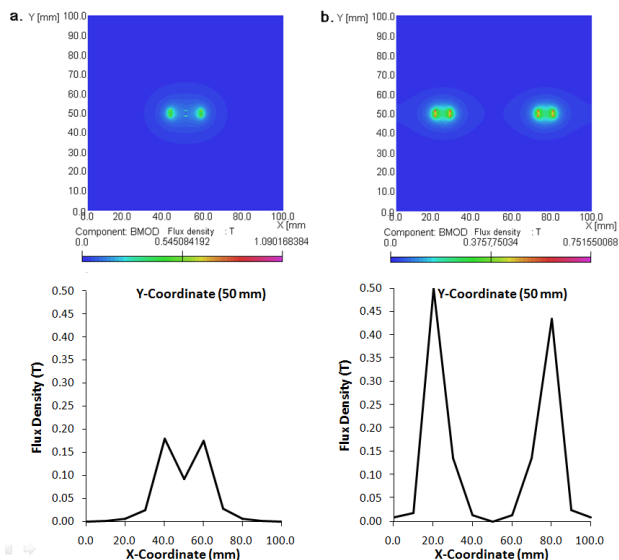 a. Y [mm]
100.0
90.0
80.0
70.0
60.0
50.0
40.0
30.0
20.0
10.0
0.0
0.0 20.0 40.0 60.0 80.0 100.0
X [mm
Component: BMOD Flux density : T
0.0 0.545084192 1.090168384
b. Y [mm]
100.0
90.0
80.0
70.0
60.0
50.0
40.0
30.0
20.0
10.0
0.0
0.0 20.0 40.0 60.0 80.0 100.0
X [mm
Component: BMOD Flux density : T
0.0 0.375775034 0.751550068
Y-Coordinate (50 mm)
Flux Density (T)
0.50
0.45
0.40
0.35
0.30
0.25
0.20
0.15
0.10
0.05
0.00
0.0 20.0 40.0 60.0 80.0 100.0
X-Coordinate (mm)
Y-Coordinate (50 mm)
Flux Density (T)
0.50
0.45
0.40
0.35
0.30
0.25
0.20
0.15
0.10
0.05
0.00
0.0 20.0 40.0 60.0 80.0 100.0
X-Coordinate (mm)